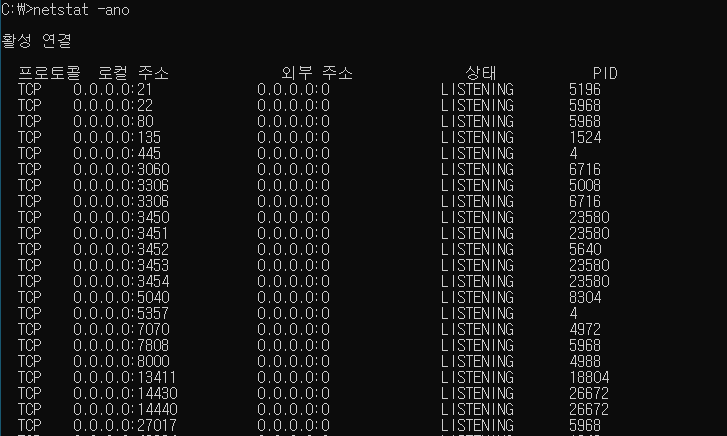 C:\>netstat -ano
활성 연결
프로토콜 로컬 주소 외부 주소 상태 PID
TCP 0.0.0.0:21 0.0.0.0:0 LISTENING 5196
TCP 0.0.0.0:22 0.0.0.0:0 LISTENING 5968
TCP 0.0.0.0:80 0.0.0.0:0 LISTENING 5968
TCP 0.0.0.0:135 0.0.0.0:0 LISTENING 1524
TCP 0.0.0.0:445 0.0.0.0:0 LISTENING 4
TCP 0.0.0.0:3060 0.0.0.0:0 LISTENING 6716
TCP 0.0.0.0:3306 0.0.0.0:0 LISTENING 5008
TCP 0.0.0.0:3306 0.0.0.0:0 LISTENING 6716
TCP 0.0.0.0:3450 0.0.0.0:0 LISTENING 23580
TCP 0.0.0.0:3451 0.0.0.0:0 LISTENING 23580
TCP 0.0.0.0:3452 0.0.0.0:0 LISTENING 5640
TCP 0.0.0.0:3453 0.0.0.0:0 LISTENING 23580
TCP 0.0.0.0:3454 0.0.0.0:0 LISTENING 23580
TCP 0.0.0.0:5040 0.0.0.0:0 LISTENING 8304
TCP 0.0.0.0:5357 0.0.0.0:0 LISTENING 4
TCP 0.0.0.0:7070 0.0.0.0:0 LISTENING 4972
TCP 0.0.0.0:7808 0.0.0.0:0 LISTENING 5968
TCP 0.0.0.0:8000 0.0.0.0:0 LISTENING 4988
TCP 0.0.0.0:13411 0.0.0.0:0 LISTENING 18804
TCP 0.0.0.0:14430 0.0.0.0:0 LISTENING 26672
TCP 0.0.0.0:14440 0.0.0.0:0 LISTENING 26672
TCP 0.0.0.0:27017 0.0.0.0:0 LISTENING 5968